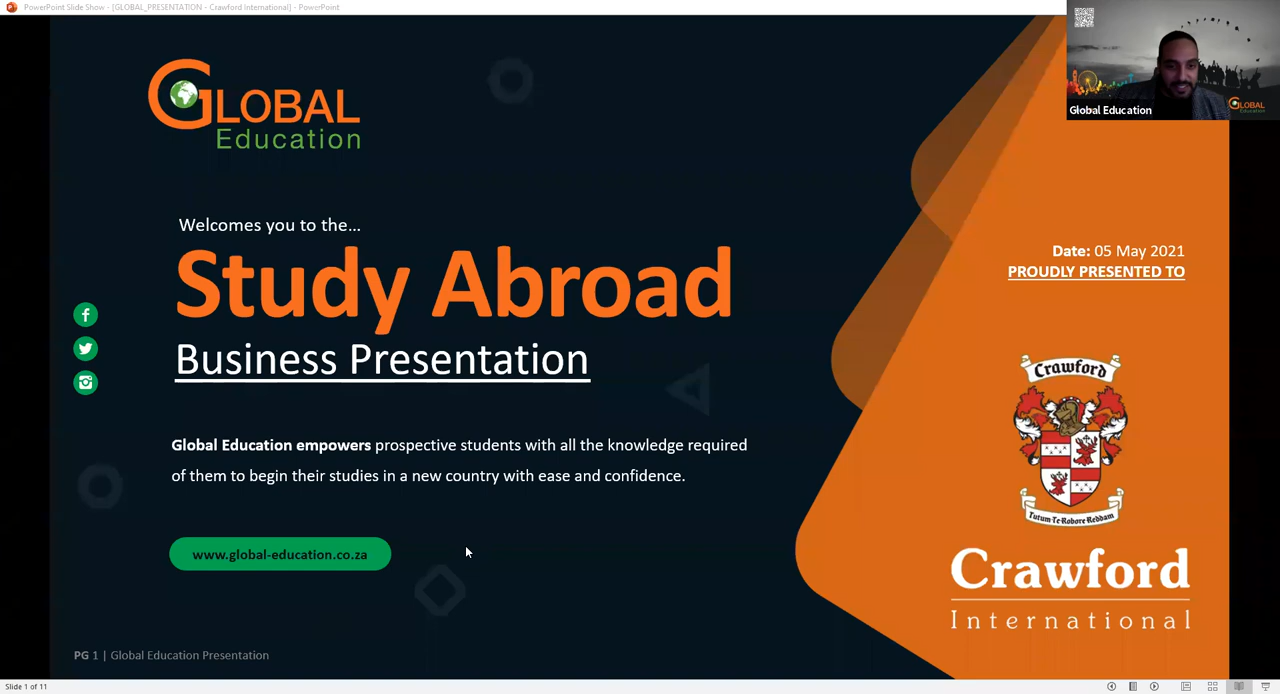 PowerPoint Slide Show - [GLOBAL_PRESENTATION - Crawford International] - PowerPoint
GLOBAL
Education
Global Education
GLOBAL
Education
Welcomes you to the...
Study Abroad
Business Presentation
Date: 05 May 2021
PROUDLY PRESENTED TO
Global Education empowers prospective students with all the knowledge required
of them to begin their studies in a new country with ease and confidence.
www.global-education.co.za
Crawford
Tutum-Te-Robore-Reddam
Crawford
International
PG 1 | Global Education Presentation
Slide 1 of 11